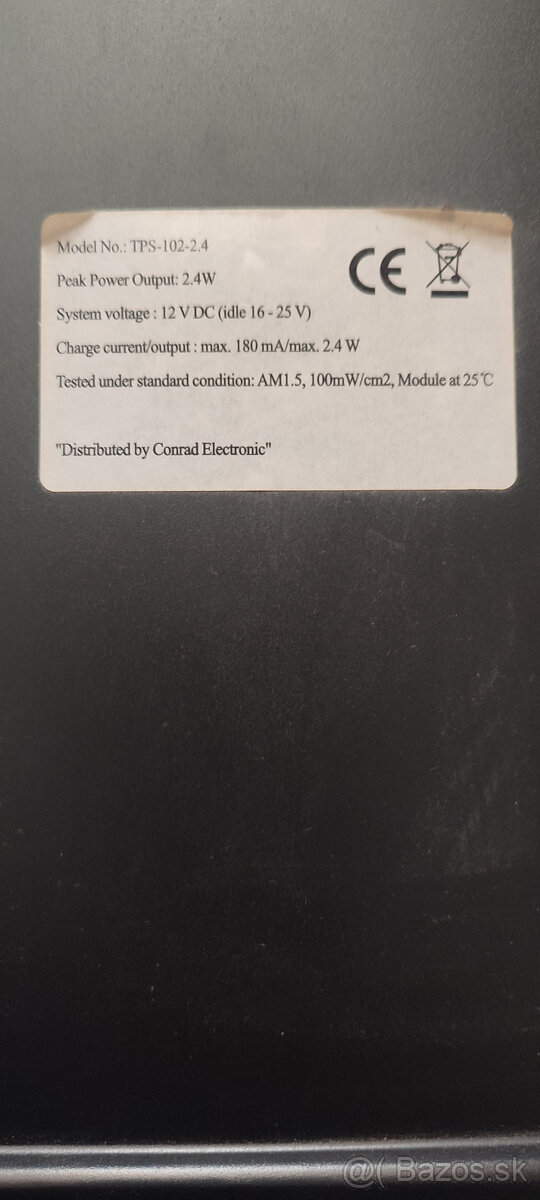 Model No.: TPS-102-2.4
Peak Power Output: 2.4W
System voltage : 12 V DC (idle 16 - 25 V)
Charge current/output : max. 180 mA/max. 2.4 W
Tested under standard condition: AM1.5, 100mW/cm2, Module at 25℃
"Distributed by Conrad Electronic"
CE
@( Bazos.sk